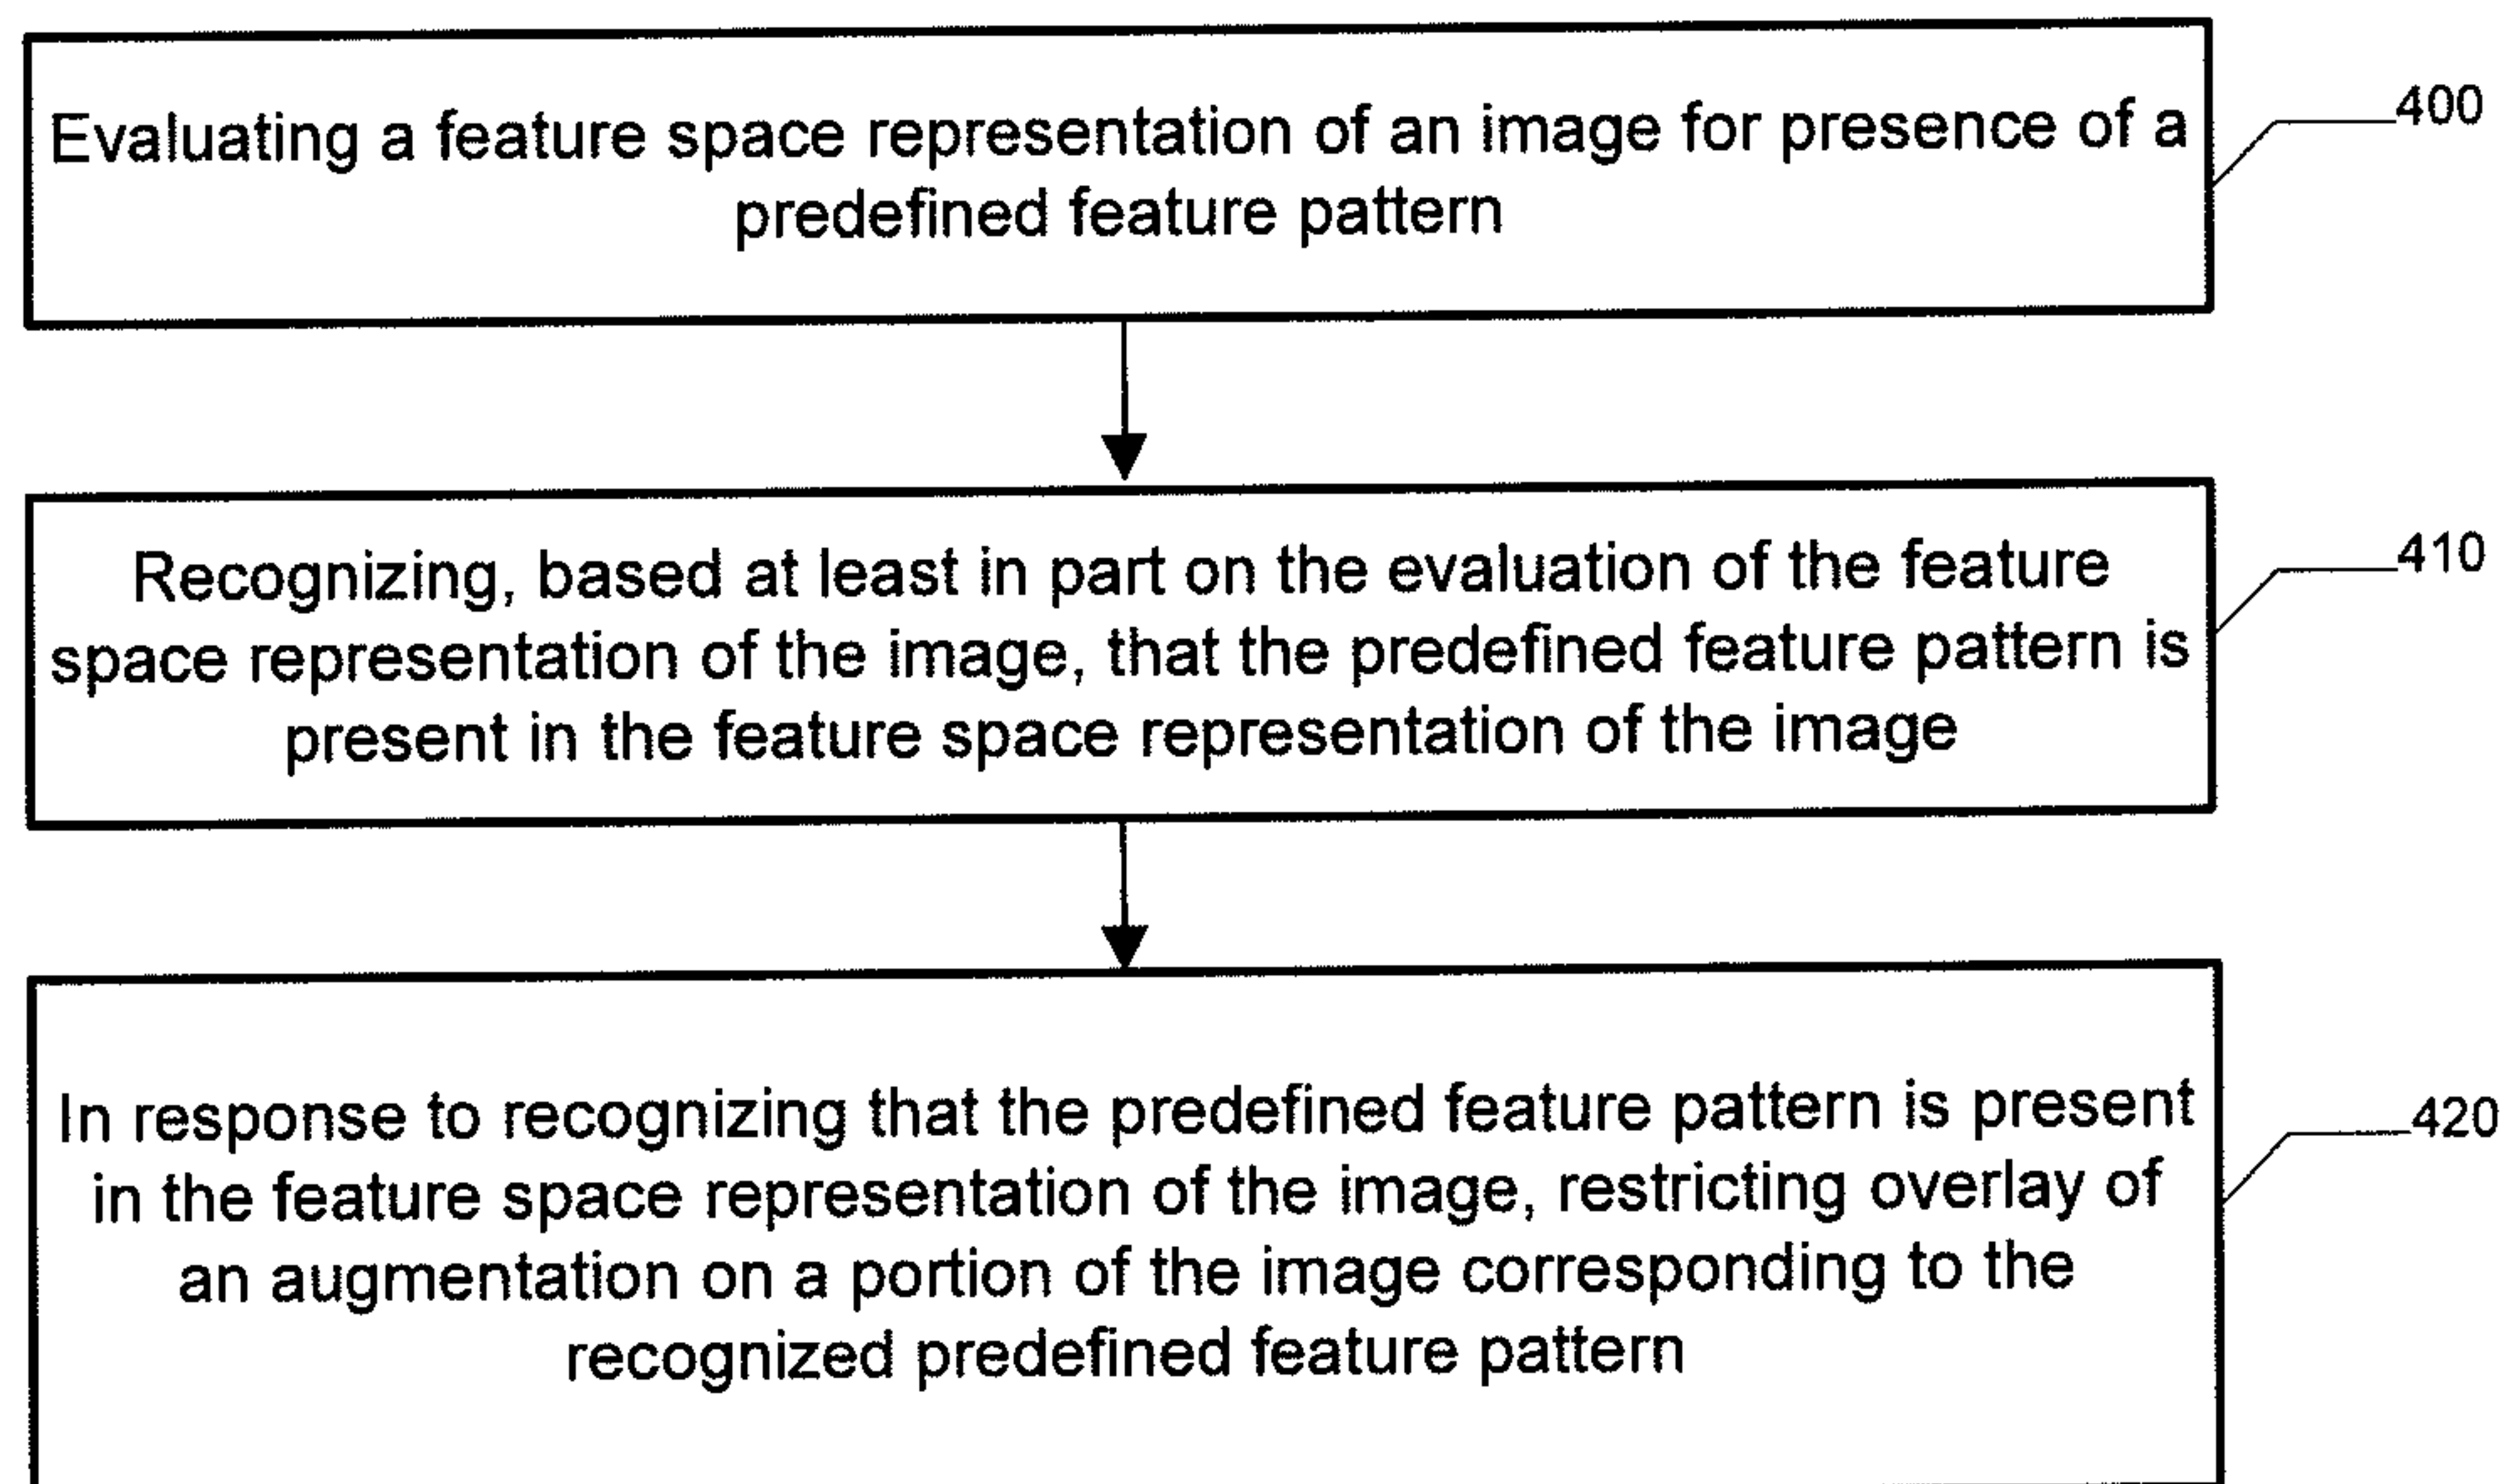 Evaluating a feature space representation of an image for presence of a
predefined feature pattern
400
Recognizing, based at least in part on the evaluation of the feature
space representation of the image, that the predefined feature pattern is
present in the feature space representation of the image
410
In response to recognizing that the predefined feature pattern is present
in the feature space representation of the image, restricting overlay of
an augmentation on a portion of the image corresponding to the
recognized predefined feature pattern
420